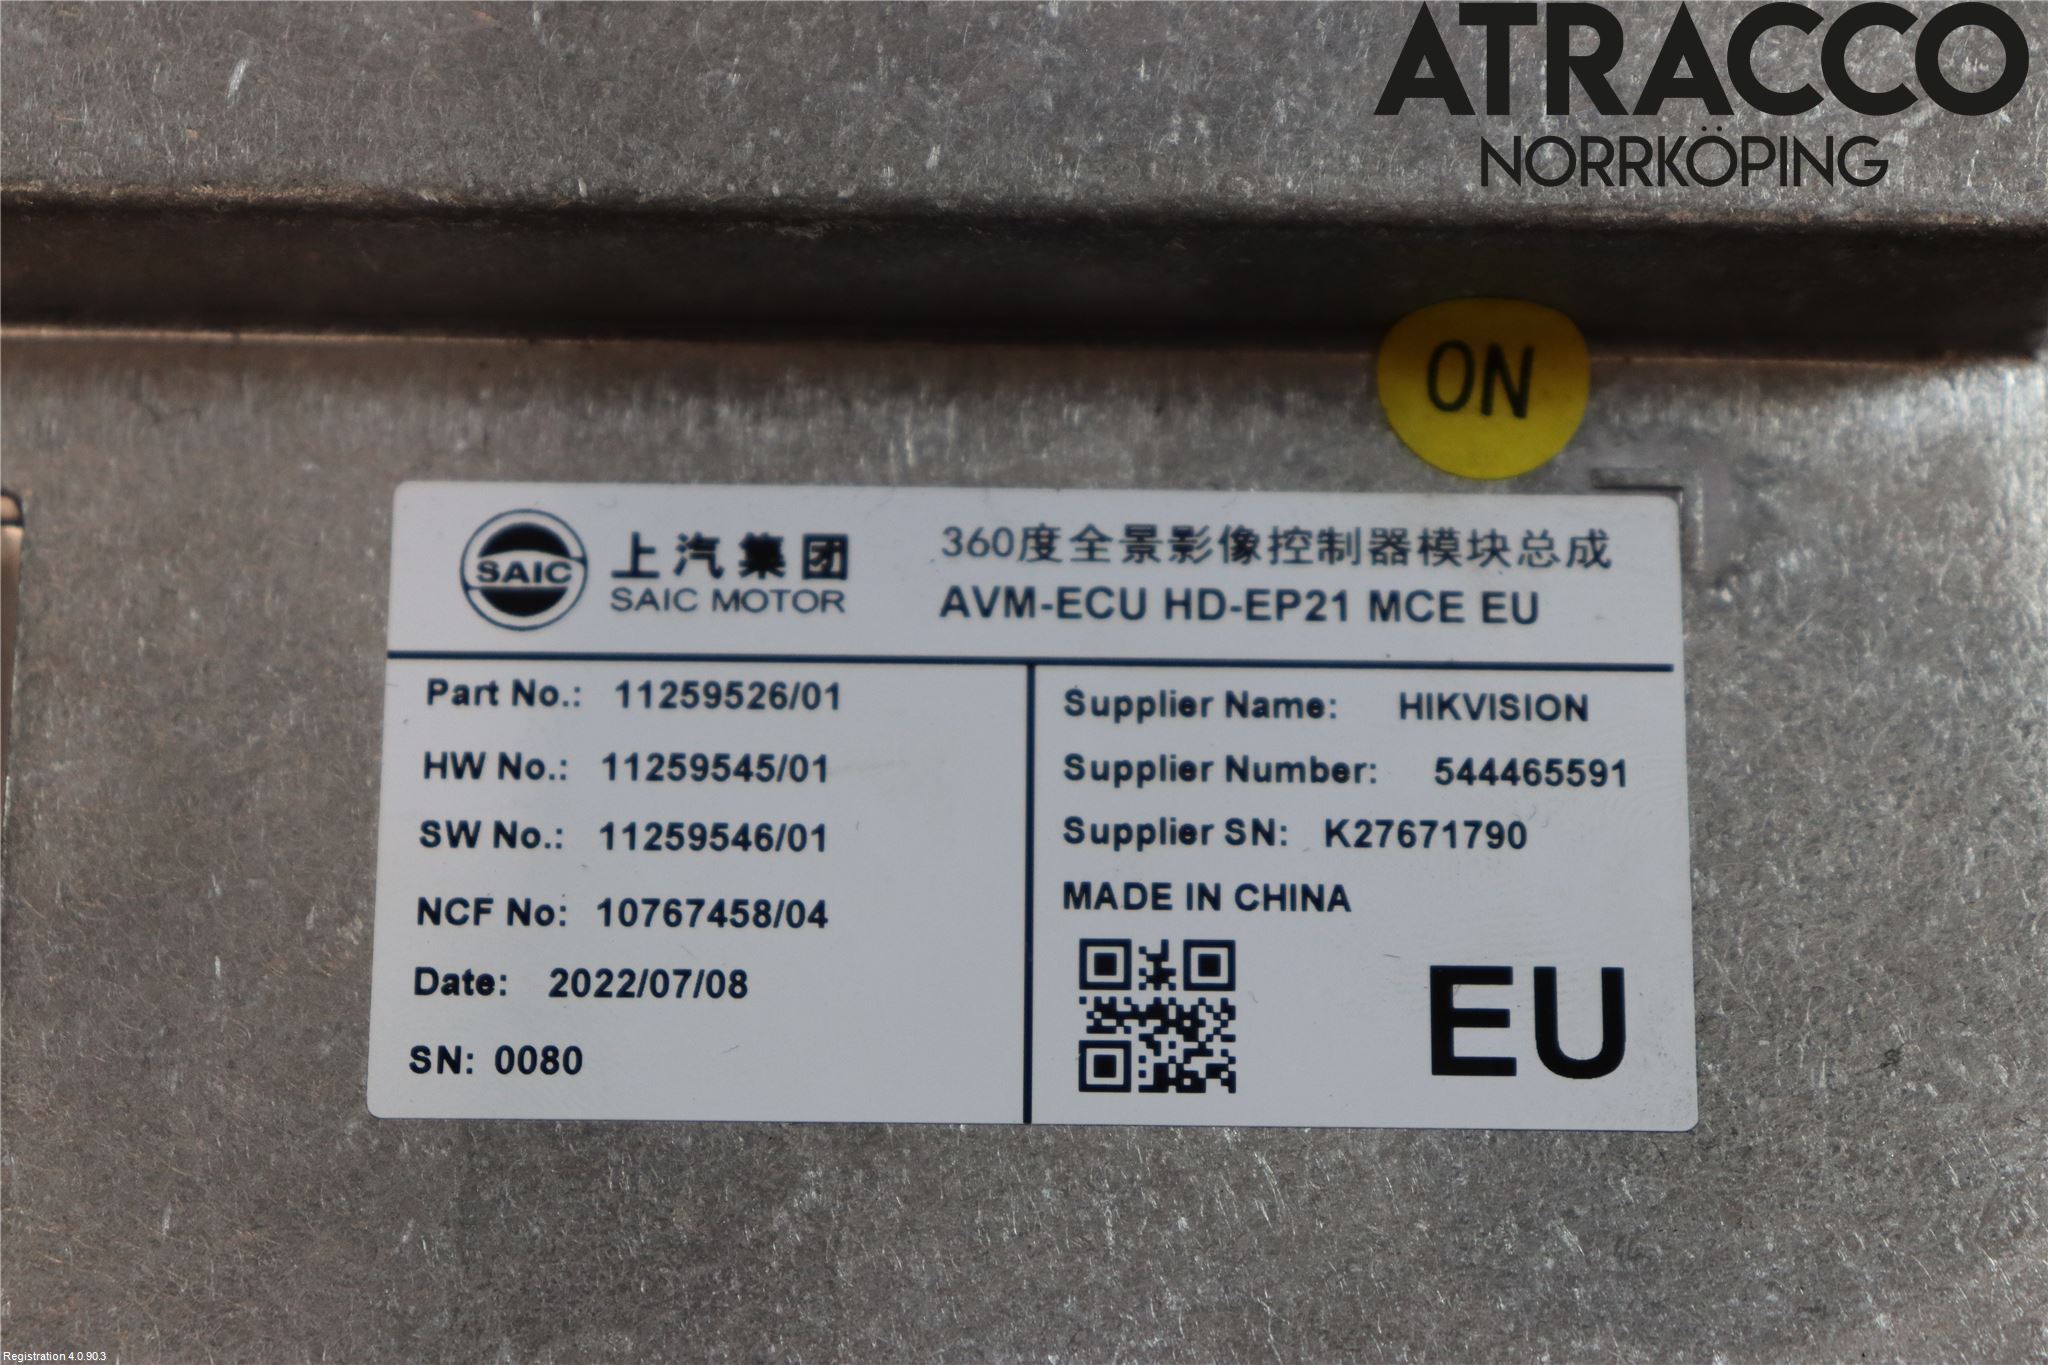 ATRACCO
NORRKÖPING
ON
SAIC
上汽集团
SAIC MOTOR
360度全景影像控制器模块总成
AVM-ECU HD-EP21 MCE EU
Part No.: 11259526/01
HW No.: 11259545/01
SW No.: 11259546/01
NCF No: 10767458/04
Date: 2022/07/08
SN: 0080
Supplier Name: HIKVISION
Supplier Number: 544465591
Supplier SN: K27671790
MADE IN CHINA
EU
Registration 4.0.90.3